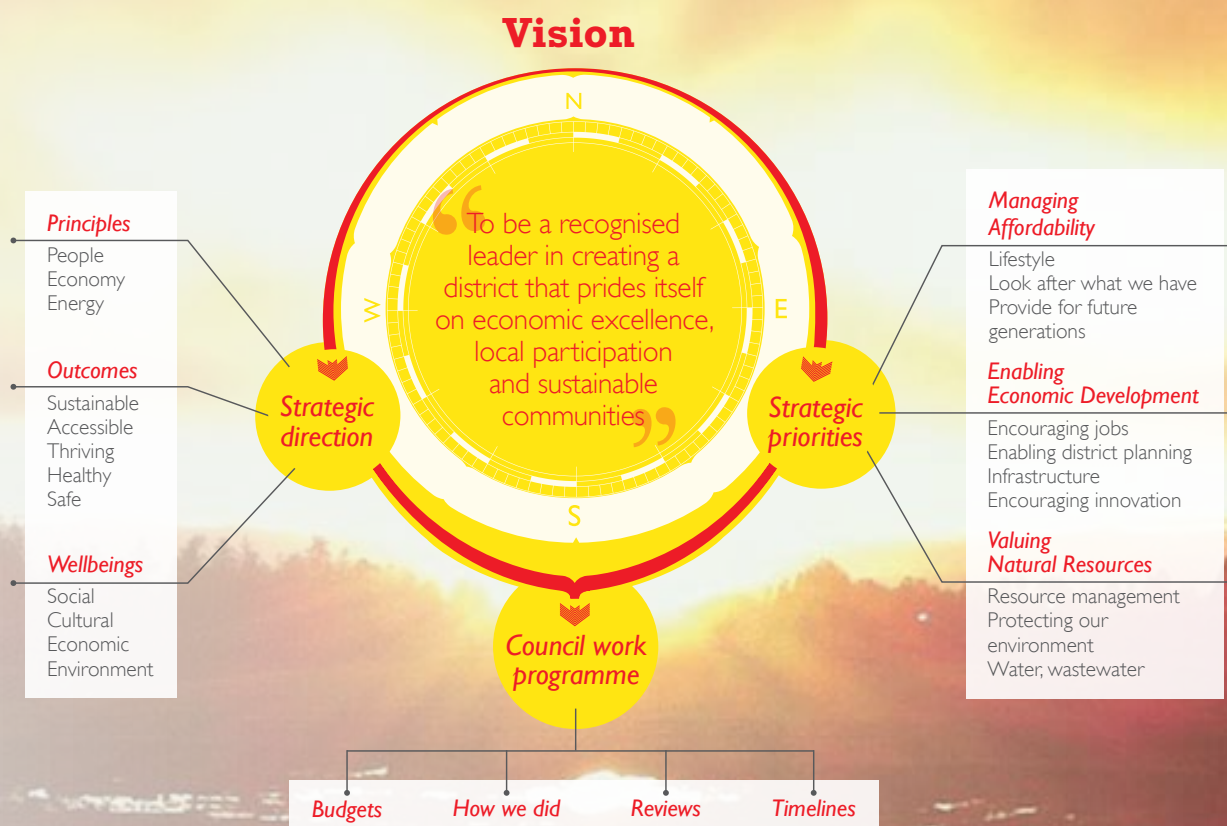 Vision
N
W
E
S
“To be a recognised
leader in creating a
district that prides itself
on economic excellence,
local participation
and sustainable
communities”
Strategic
direction
Strategic
priorities
Council work
programme
Principles
People
Economy
Energy
Outcomes
Sustainable
Accessible
Thriving
Healthy
Safe
Wellbeings
Social
Cultural
Economic
Environment
Managing
Affordability
Lifestyle
Look after what we have
Provide for future
generations
Enabling
Economic Development
Encouraging jobs
Enabling district planning
Infrastructure
Encouraging innovation
Valuing
Natural Resources
Resource management
Protecting our
environment
Water, wastewater
Budgets
How we did
Reviews
Timelines